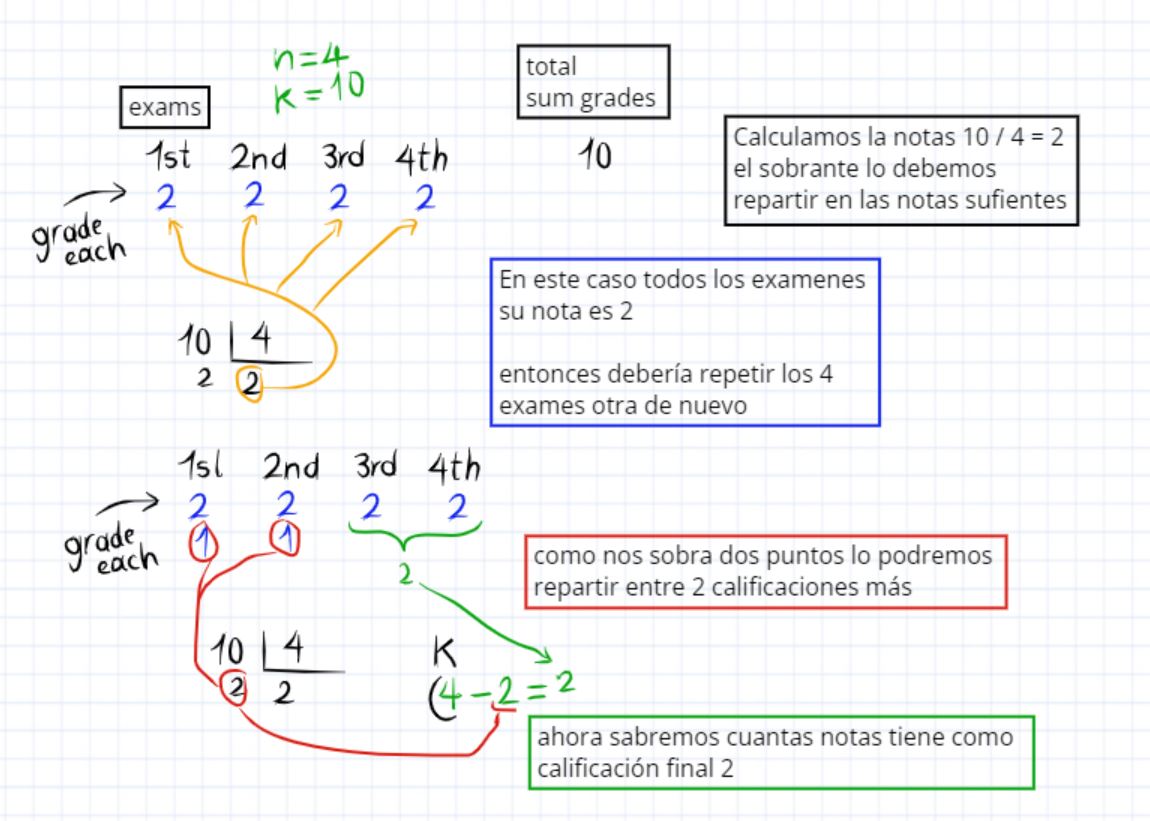 n=4
K=10
total
sum grades
exams
1st 2nd 3rd 4th
10
2 2 2 2
grade
each
Calculamos la notas 10 / 4 = 2
el sobrante lo debemos
repartir en las notas sufientes
En este caso todos los examenes
su nota es 2
entonces debería repetir los 4
exames otra de nuevo
10 4
2 2
1st 2nd 3rd 4th
2 2 2 2
1 1
grade
each
2
como nos sobra dos puntos lo podremos
repartir entre 2 calificaciones más
10 4
2 2
K
(4-2=2
ahora sabremos cuantas notas tiene como
calificación final 2